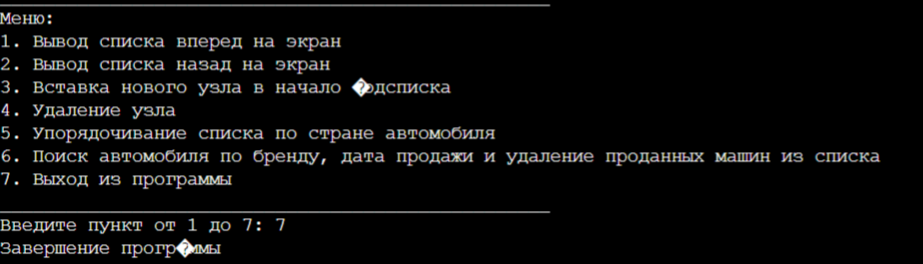 Меню:
1. Вывод списка вперед на экран
2. Вывод списка назад на экран
3. Вставка нового узла в начало �одсписка
4. Удаление узла
5. Упорядочивание списка по стране автомобиля
6. Поиск автомобиля по бренду, дата продажи и удаление проданных машин из списка
7. Выход из программы
Введите пункт от 1 до 7: 7
Завершение прогр�ммы